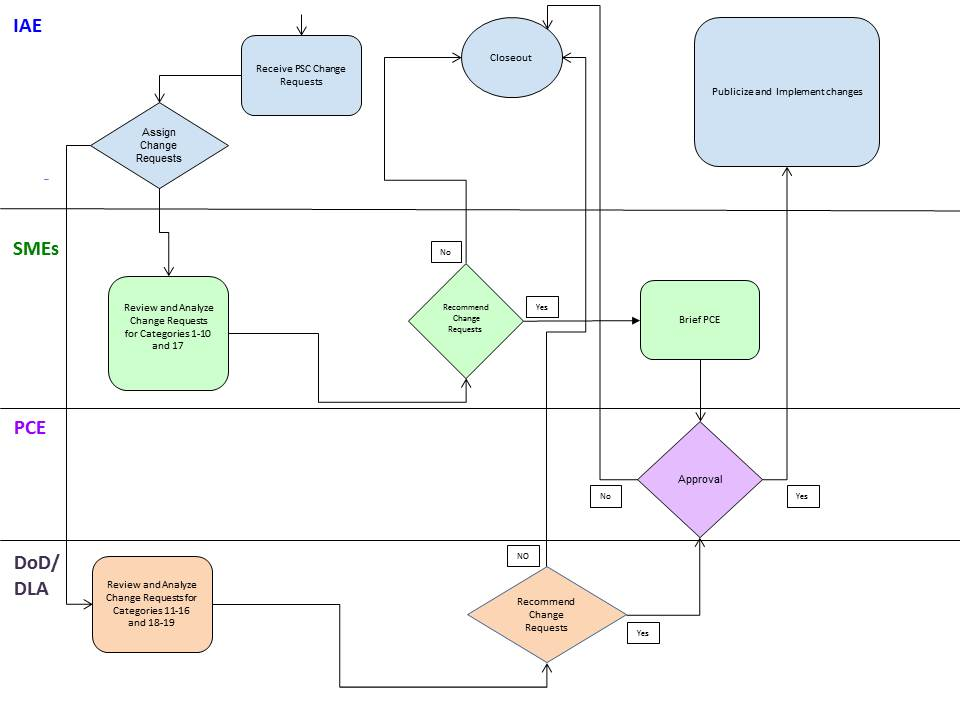 IAE
Receive PSC Change
Requests
Closeout
Publicize and Implement changes
Assign
Change
Requests
SMEs
No
Review and Analyze
Change Requests
for Categories 1-10
and 17
Recommend
Change
Requests
Yes
Brief PCE
PCE
Approval
No
Yes
DoD/
DLA
NO
Review and Analyze
Change Requests for
Categories 11-16
and 18-19
Recommend
Change
Requests
Yes